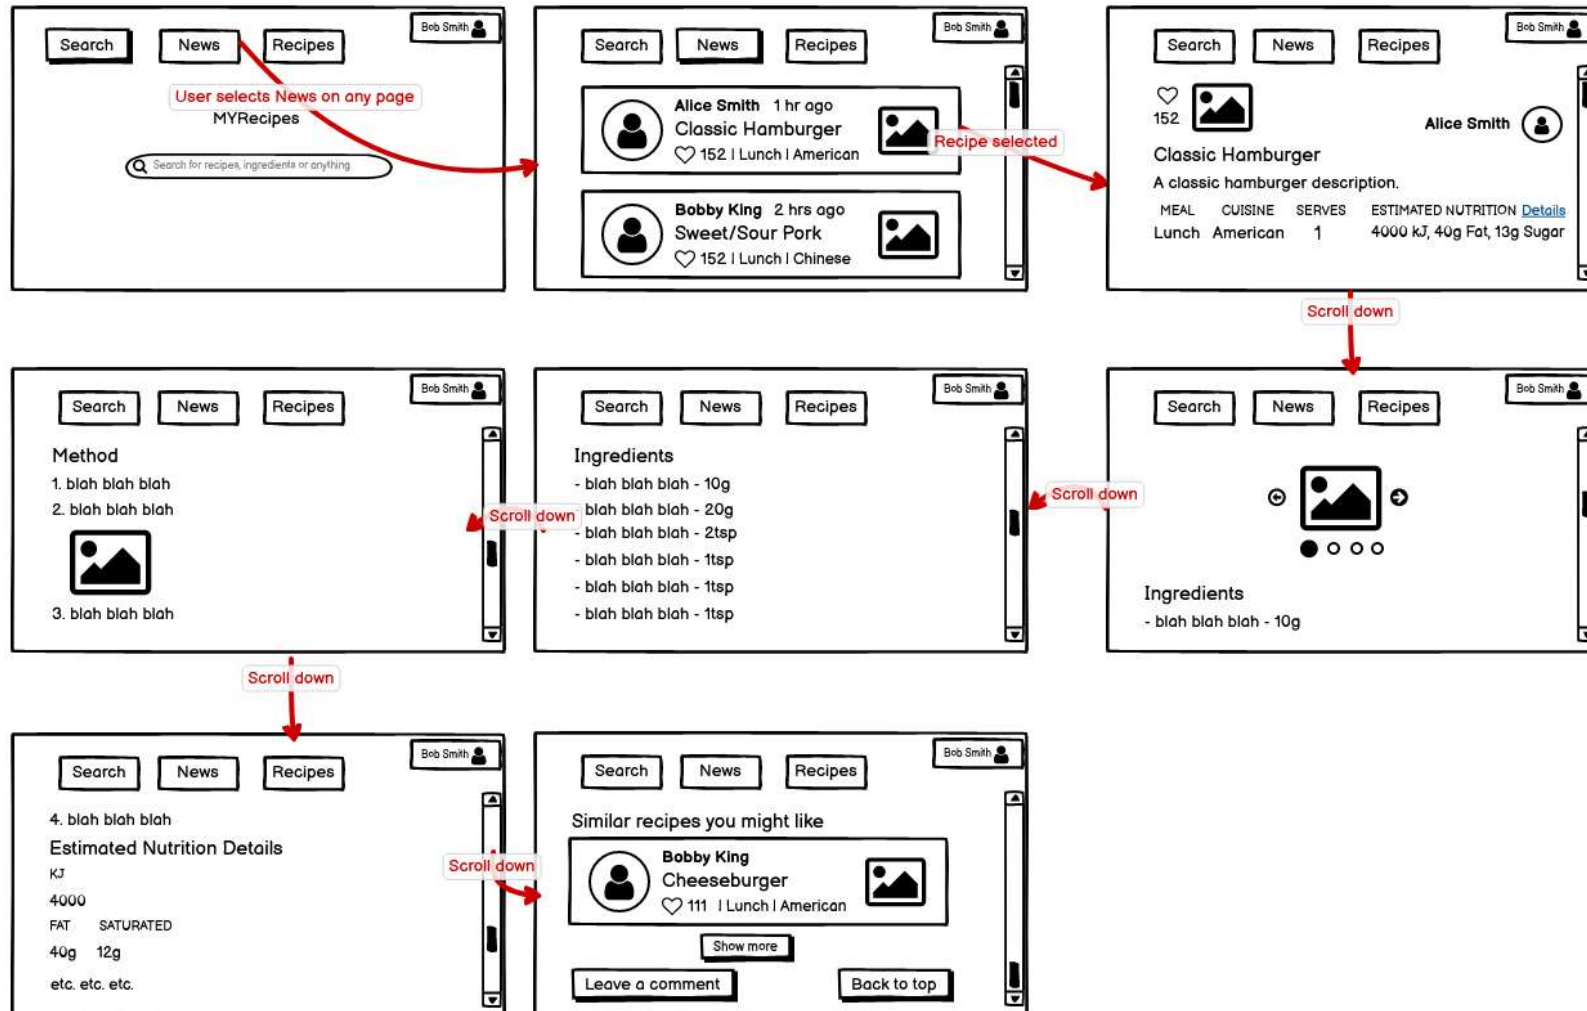 Bob Smith
Search News Recipes
User selects News on any page
MYRecipes
Search for recipes, ingredients or anything
Bob Smith
Search News Recipes
Alice Smith 1 hr ago
Classic Hamburger
152 | Lunch | American
Bobby King 2 hrs ago
Sweet/Sour Pork
152 | Lunch | Chinese
Recipe selected
Bob Smith
Search News Recipes
152
Alice Smith
Classic Hamburger
A classic hamburger description.
MEAL CUISINE SERVES ESTIMATED NUTRITION Details
Lunch American 1 4000 kJ, 40g Fat, 13g Sugar
Scroll down
Bob Smith
Search News Recipes
Ingredients
- blah blah blah - 10g
Scroll down
Bob Smith
Search News Recipes
Ingredients
- blah blah blah - 10g
- blah blah blah - 20g
- blah blah blah - 2tsp
- blah blah blah - 1tsp
- blah blah blah - 1tsp
- blah blah blah - 1tsp
Scroll down
Bob Smith
Search News Recipes
Method
1. blah blah blah
2. blah blah blah
3. blah blah blah
Scroll down
Bob Smith
Search News Recipes
4. blah blah blah
Estimated Nutrition Details
KJ
4000
FAT SATURATED
40g 12g
etc. etc. etc.
Scroll down
Bob Smith
Search News Recipes
Similar recipes you might like
Bobby King
Cheeseburger
111 | Lunch | American
Show more
Leave a comment Back to top